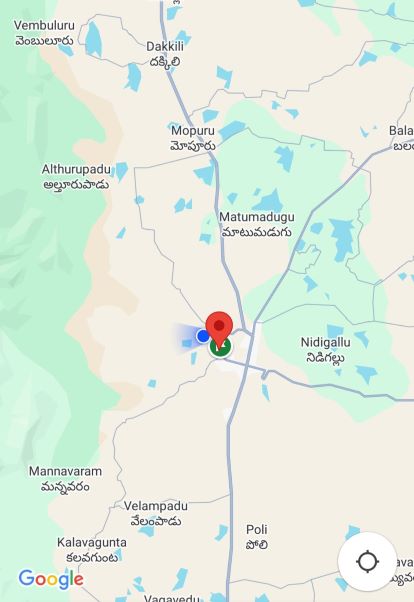 Vembuluru
వెంబులూరు
Dakkili
దక్కిలి
Mopuru
మోపూరు
Althurupadu
అల్తూరుపాడు
Matumadugu
మాటుమడుగు
Nidigallu
నిడిగల్లు
Mannavaram
మన్నవరం
Velampadu
వేలంపాడు
Kalavagunta
కలవగుంట
Poli
పోలి
Google